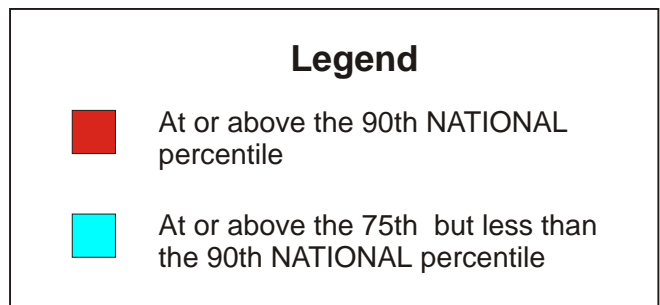 Legend
At or above the 90th NATIONAL
percentile
At or above the 75th but less than
the 90th NATIONAL percentile